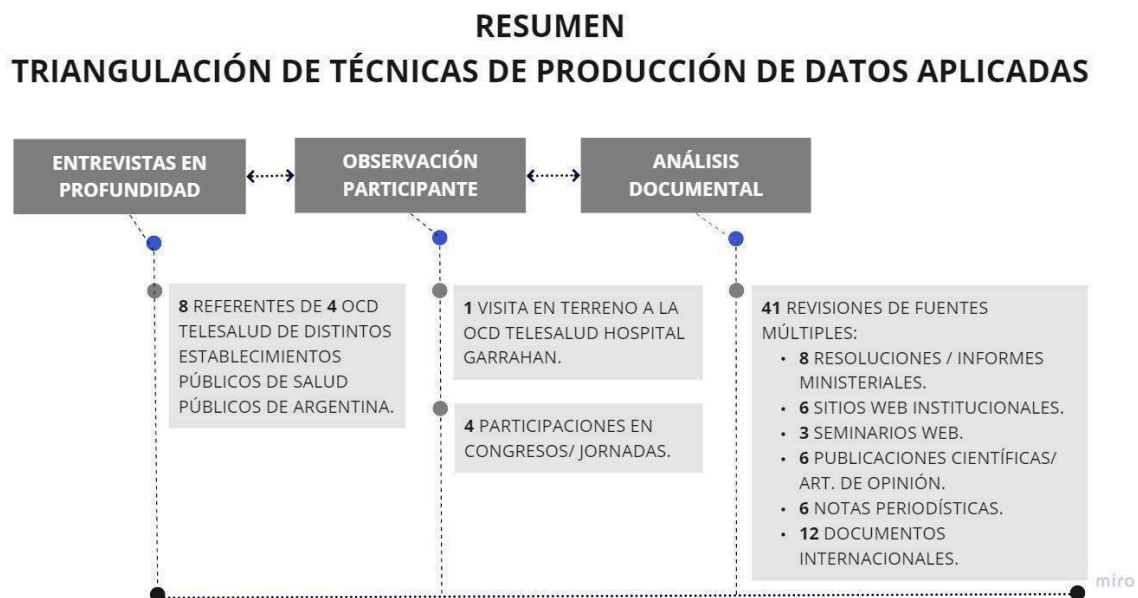 RESUMEN
TRIANGULACIÓN DE TÉCNICAS DE PRODUCCIÓN DE DATOS APLICADAS
ENTREVISTAS EN
PROFUNDIDAD
OBSERVACIÓN
PARTICIPANTE
ANÁLISIS
DOCUMENTAL
8 REFERENTES DE 4 OCD
TELESALUD DE DISTINTOS
ESTABLECIMIENTOS
PÚBLICOS DE SALUD
PÚBLICOS DE ARGENTINA.
1 VISITA EN TERRENO A LA
OCD TELESALUD HOSPITAL
GARRAHAN.
4 PARTICIPACIONES EN
CONGRESOS/ JORNADAS.
41 REVISIONES DE FUENTES
MÚLTIPLES:
• 8 RESOLUCIONES / INFORMES
MINISTERIALES.
• 6 SITIOS WEB INSTITUCIONALES.
• 3 SEMINARIOS WEB.
• 6 PUBLICACIONES CIENTÍFICAS/
ART. DE OPINIÓN.
• 6 NOTAS PERIODÍSTICAS.
• 12 DOCUMENTOS
INTERNACIONALES.
miro